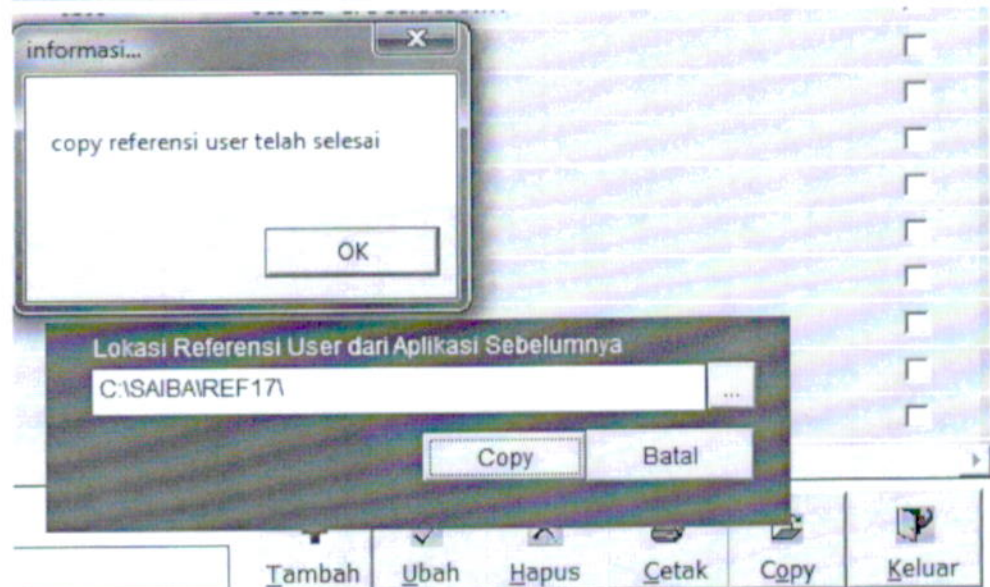 informasi...
copy referensi user telah selesai
OK
Lokasi Referensi User dari Aplikasi Sebelumnya
C:\SAIBA\REF17\
...
Copy Batal
Tambah Ubah Hapus Cetak Copy Keluar